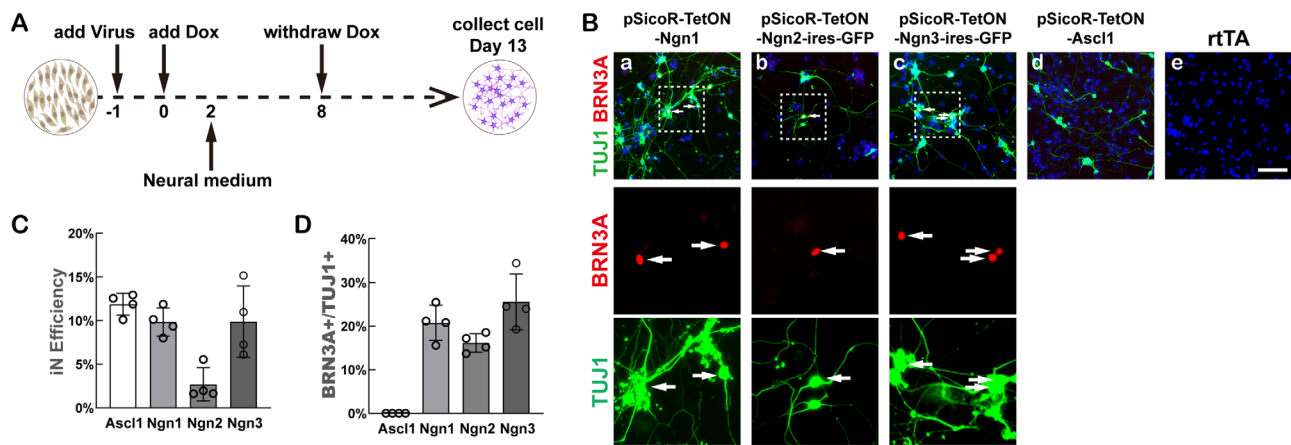 A
add Virus
add Dox
withdraw Dox
collect cell
Day 13
-1
0
2
8
Neural medium
B
pSicoR-TetON
-Ngn1
pSicoR-TetON
-Ngn2-ires-GFP
pSicoR-TetON
-Ngn3-ires-GFP
pSicoR-TetON
-Ascl1
rtTA
TUJ1 BRN3A
a
b
c
d
e
BRN3A
TUJ1
C
iN Efficiency
20%
15%
10%
5%
0%
Ascl1 Ngn1 Ngn2 Ngn3
D
BRN3A+/TUJ1+
40%
30%
20%
10%
0%
Ascl1 Ngn1 Ngn2 Ngn3